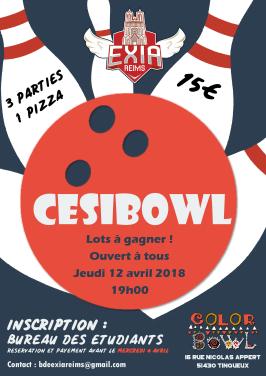 EXIA
REIMS
3 PARTIES
1 PIZZA
15€
CESIBOWL
Lots à gagner !
Ouvert à tous
Jeudi 12 avril 2018
19h00
INSCRIPTION :
BUREAU DES ETUDIANTS
RESERVATION ET PAYEMENT AVANT LE MERCREDI 4 AVRIL
Contact : bdeexiareims@gmail.com
COLOR
BOWL
15 RUE NICOLAS APPERT
51430 TINQUEUX